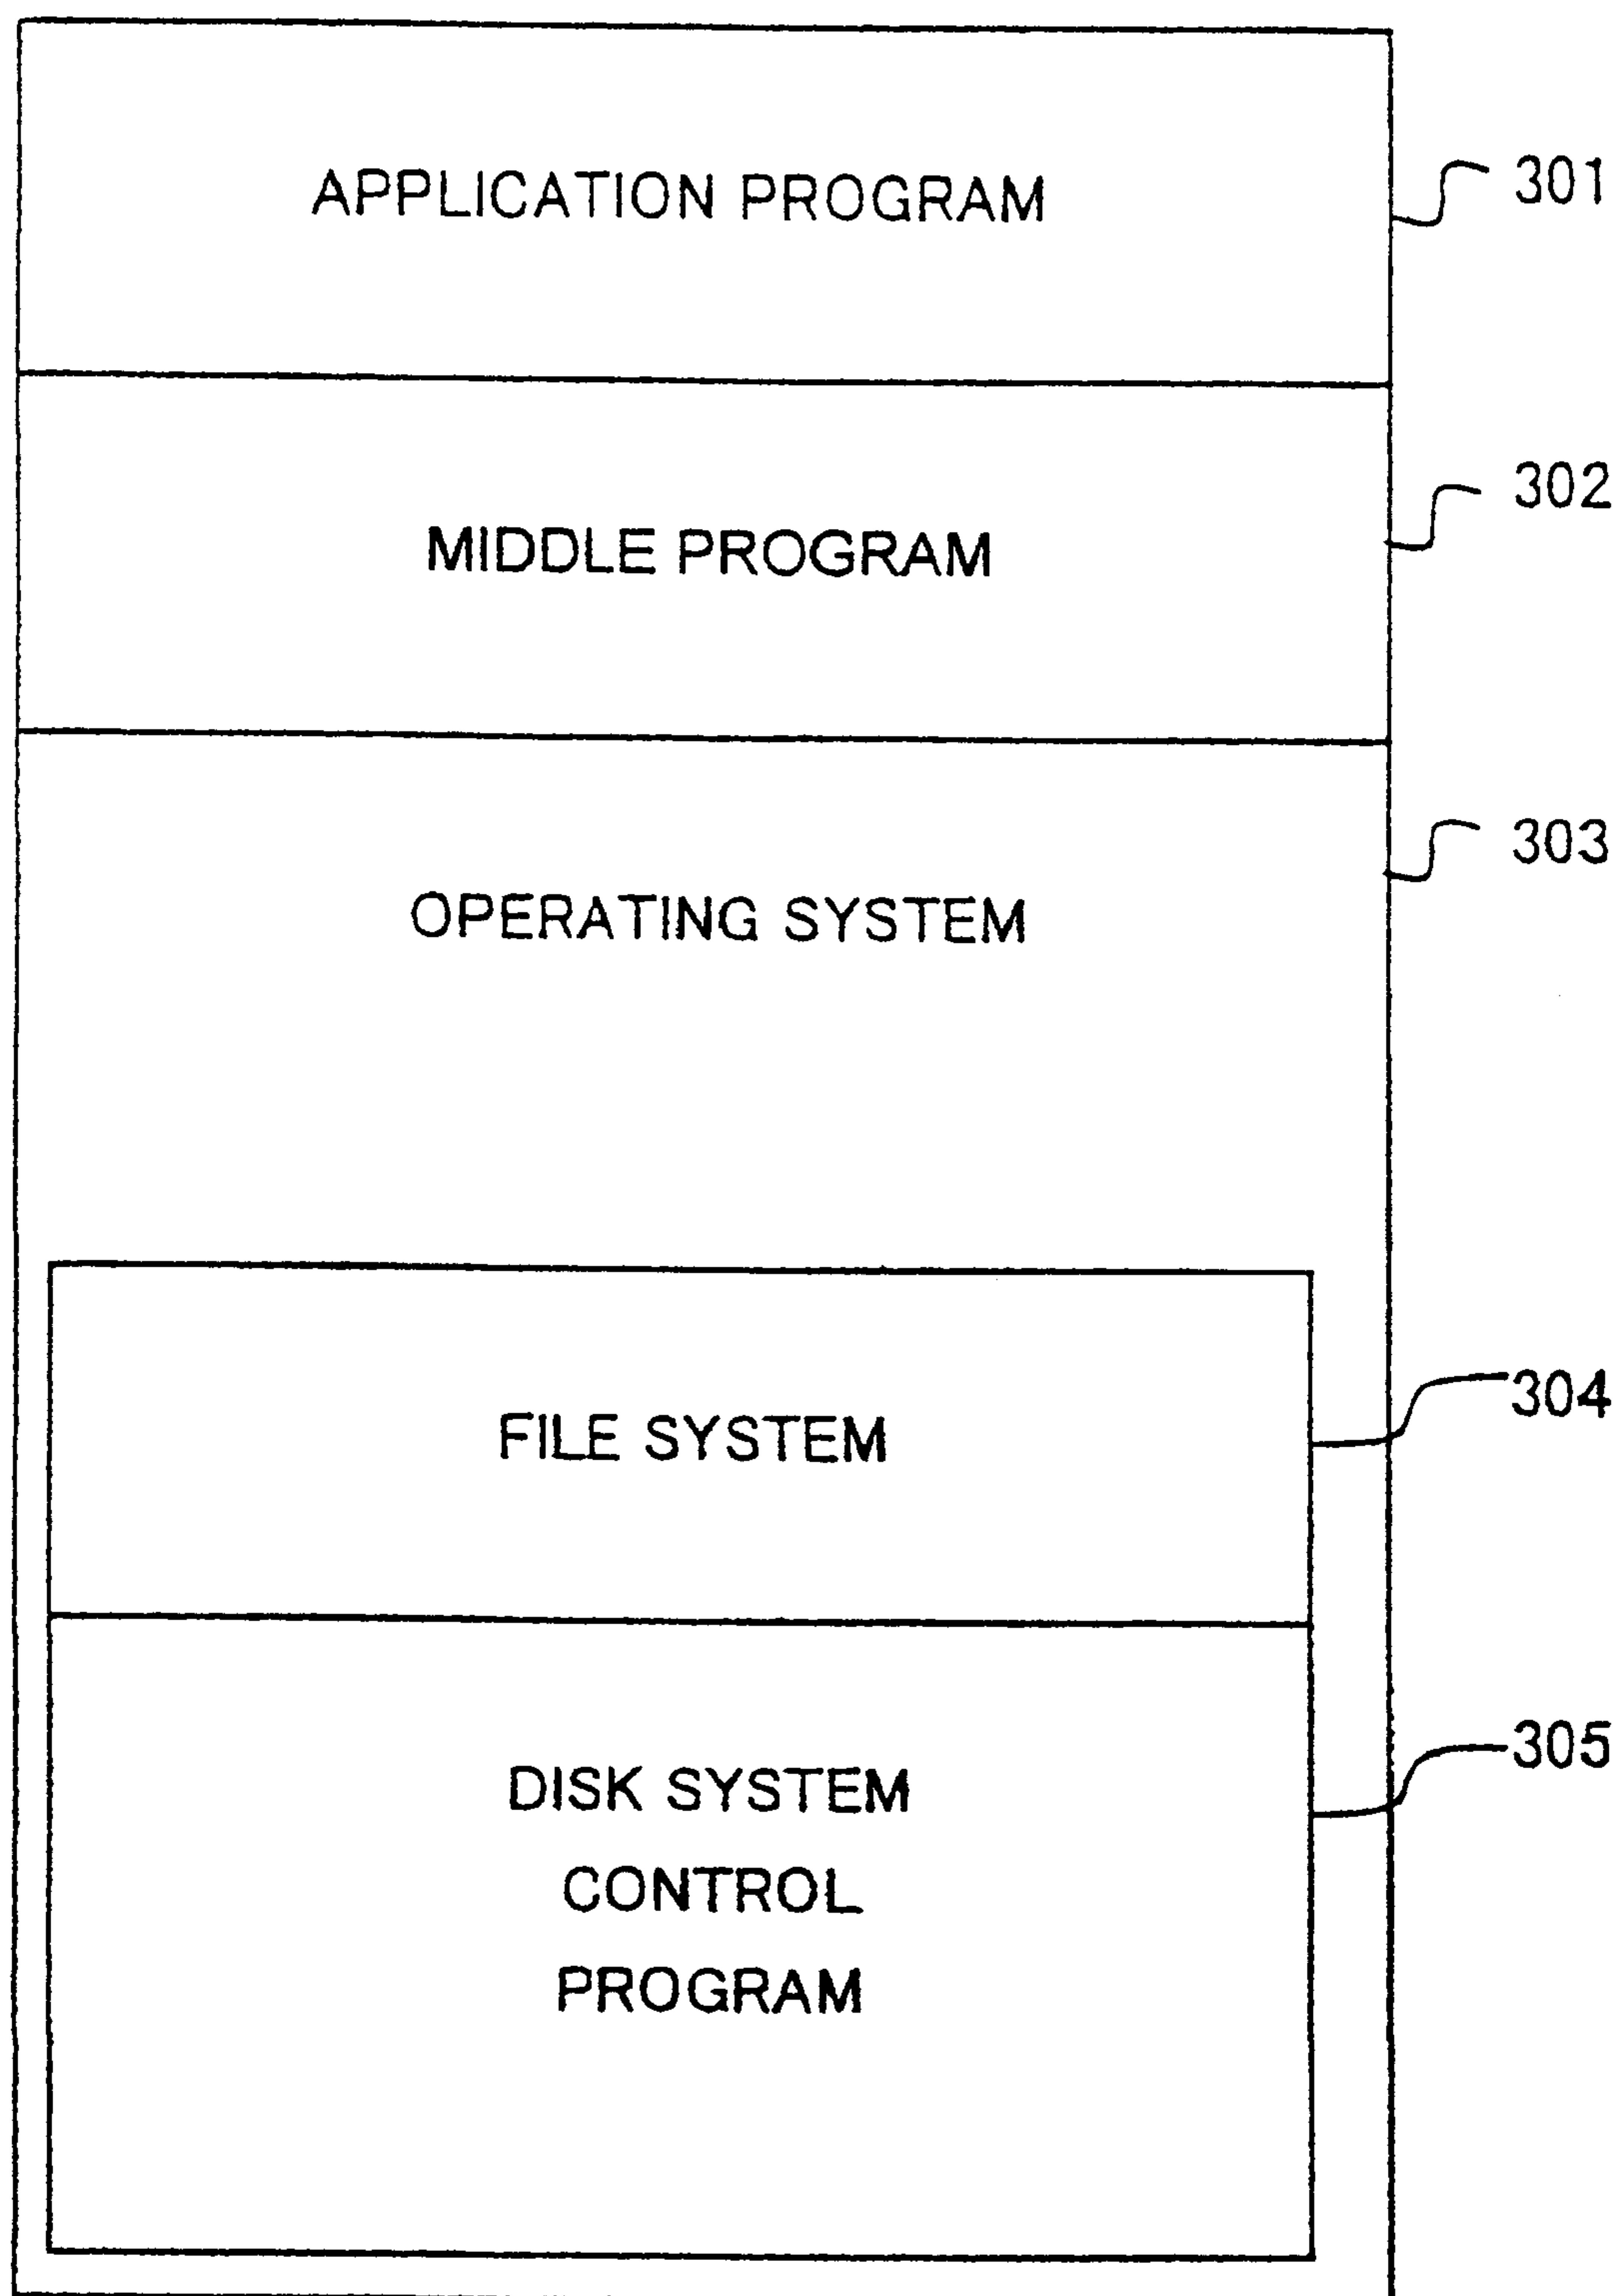 APPLICATION PROGRAM
301
MIDDLE PROGRAM
302
OPERATING SYSTEM
303
FILE SYSTEM
304
DISK SYSTEM
CONTROL
PROGRAM
305